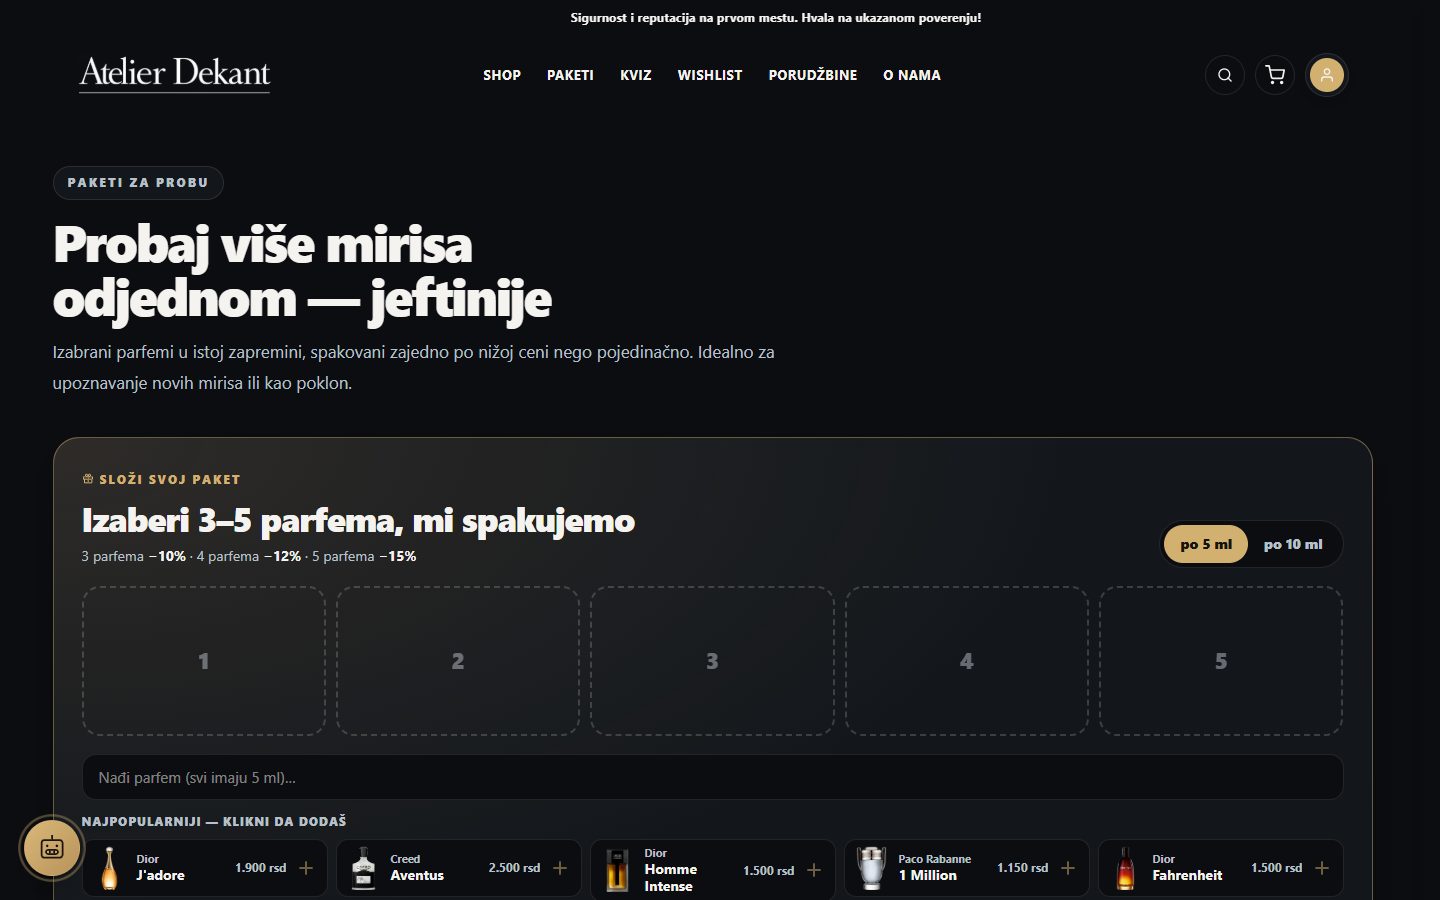 Sigurnost i reputacija na prvom mestu. Hvala na ukazanom poverenju!
Atelier Dekant
SHOP PAKETI KVIZ WISHLIST PORUDŽBINE O NAMA
PAKETI ZA PROBU
Probaj više mirisa
odjednom — jeftinije
Izabrani parfemi u istoj zapremini, spakovani zajedno po nižoj ceni nego pojedinačno. Idealno za
upoznavanje novih mirisa ili kao poklon.
SLOŽI SVOJ PAKET
Izaberi 3–5 parfema, mi spakujemo
3 parfema −10% · 4 parfema −12% · 5 parfema −15%
po 5 ml po 10 ml
1 2 3 4 5
Nađi parfem (svi imaju 5 ml)...
NAJPOPULARNIJI — KLIKNI DA DODAŠ
Dior
J'adore
1.900 rsd
Creed
Aventus
2.500 rsd
Dior
Homme
Intense
1.500 rsd
Paco Rabanne
1 Million
1.150 rsd
Dior
Fahrenheit
1.500 rsd